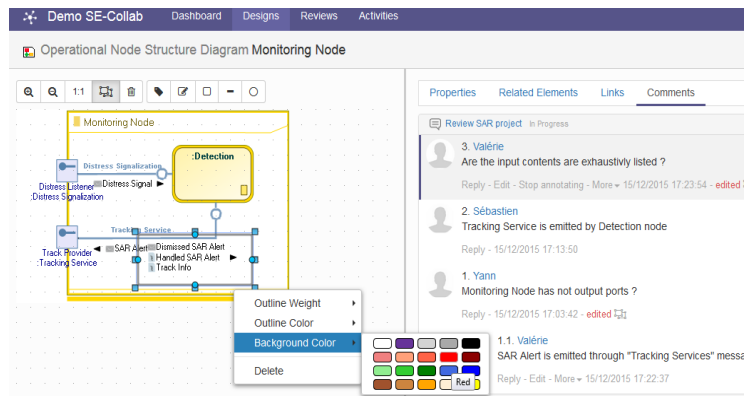 Demo SE-Collab Dashboard Designs Reviews Activities
Operational Node Structure Diagram Monitoring Node
1:1
Monitoring Node
:Detection
Distress Signalization
Distress Signal
Distress Listener
:Distress Signalization
Tracking Service
SAR Alert
Dismissed SAR Alert
Handled SAR Alert
Track Info
Track Provider
:Tracking Service
Outline Weight
Outline Color
Background Color
Delete
Red
Properties Related Elements Links Comments
Review SAR project In Progress
3. Valérie
Are the input contents are exhaustivly listed ?
Reply - Edit - Stop annotating - More 15/12/2015 17:23:54 - edited
2. Sébastien
Tracking Service is emitted by Detection node
Reply - 15/12/2015 17:13:50
1. Yann
Monitoring Node has not output ports ?
Reply - 15/12/2015 17:03:42 - edited
1.1. Valérie
SAR Alert is emitted through "Tracking Services"
Reply - Edit - More 15/12/2015 17:22:37